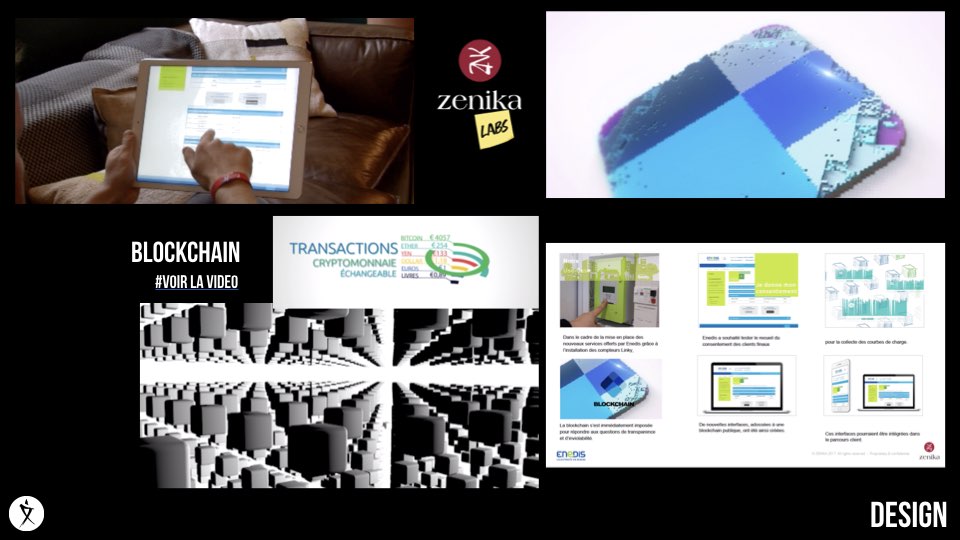 zenika
LABS
BLOCKCHAIN
#VOIR LA VIDEO
TRANSACTIONS
CRYPTOMONNAIE
ÉCHANGEABLE
BITCOIN € 4057
ETHER € 254
YEN
DOLLAR
EUROS
LIVRES
Je donne mon
consentement
Dans le cadre de la mise en place des
nouveaux services offerts par Enedis grâce à
l'installation des compteurs Linky,
Enedis a souhaité tester le recueil du
consentement des clients finaux
pour la collecte des courbes de charge.
BLOCKCHAIN
La blockchain s'est immédiatement imposée
pour répondre aux questions de transparence
et d'inviolabilité.
De nouvelles interfaces, adossées à une
blockchain publique, ont été ainsi créées.
Ces interfaces pourraient être intégrées dans
le parcours client
ENEDIS
zenika
DESIGN